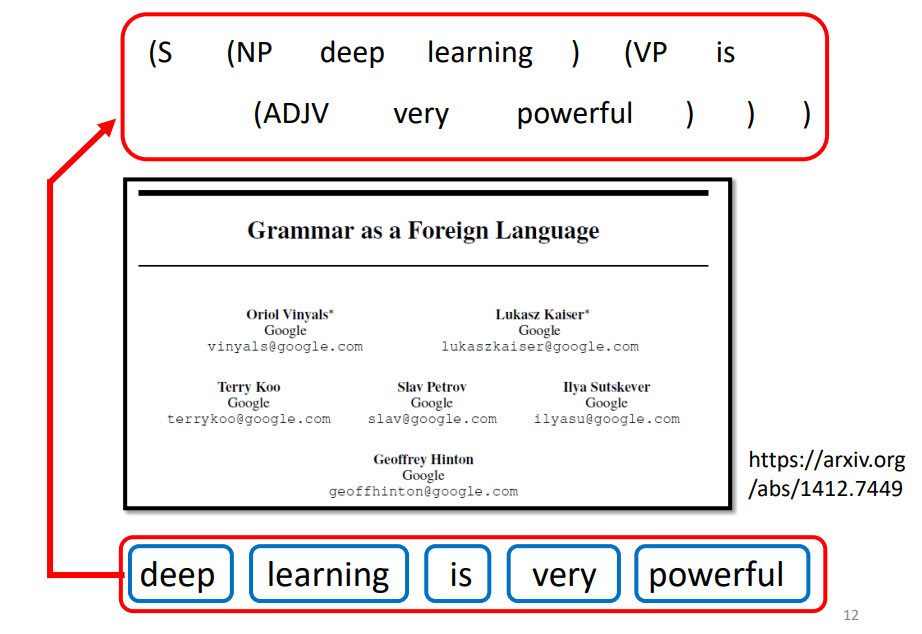 (S (NP deep learning ) (VP is
(ADJV very powerful ) ) )
Grammar as a Foreign Language
Oriol Vinyals* Lukasz Kaiser*
Google Google
vinyals@google.com lukaszkaiser@google.com
Terry Koo Slav Petrov Ilya Sutskever
Google Google Google
terrykoo@google.com slav@google.com ilyasu@google.com
Geoffrey Hinton
Google
geoffhinton@google.com
https://arxiv.org
/abs/1412.7449
deep learning is very powerful
12